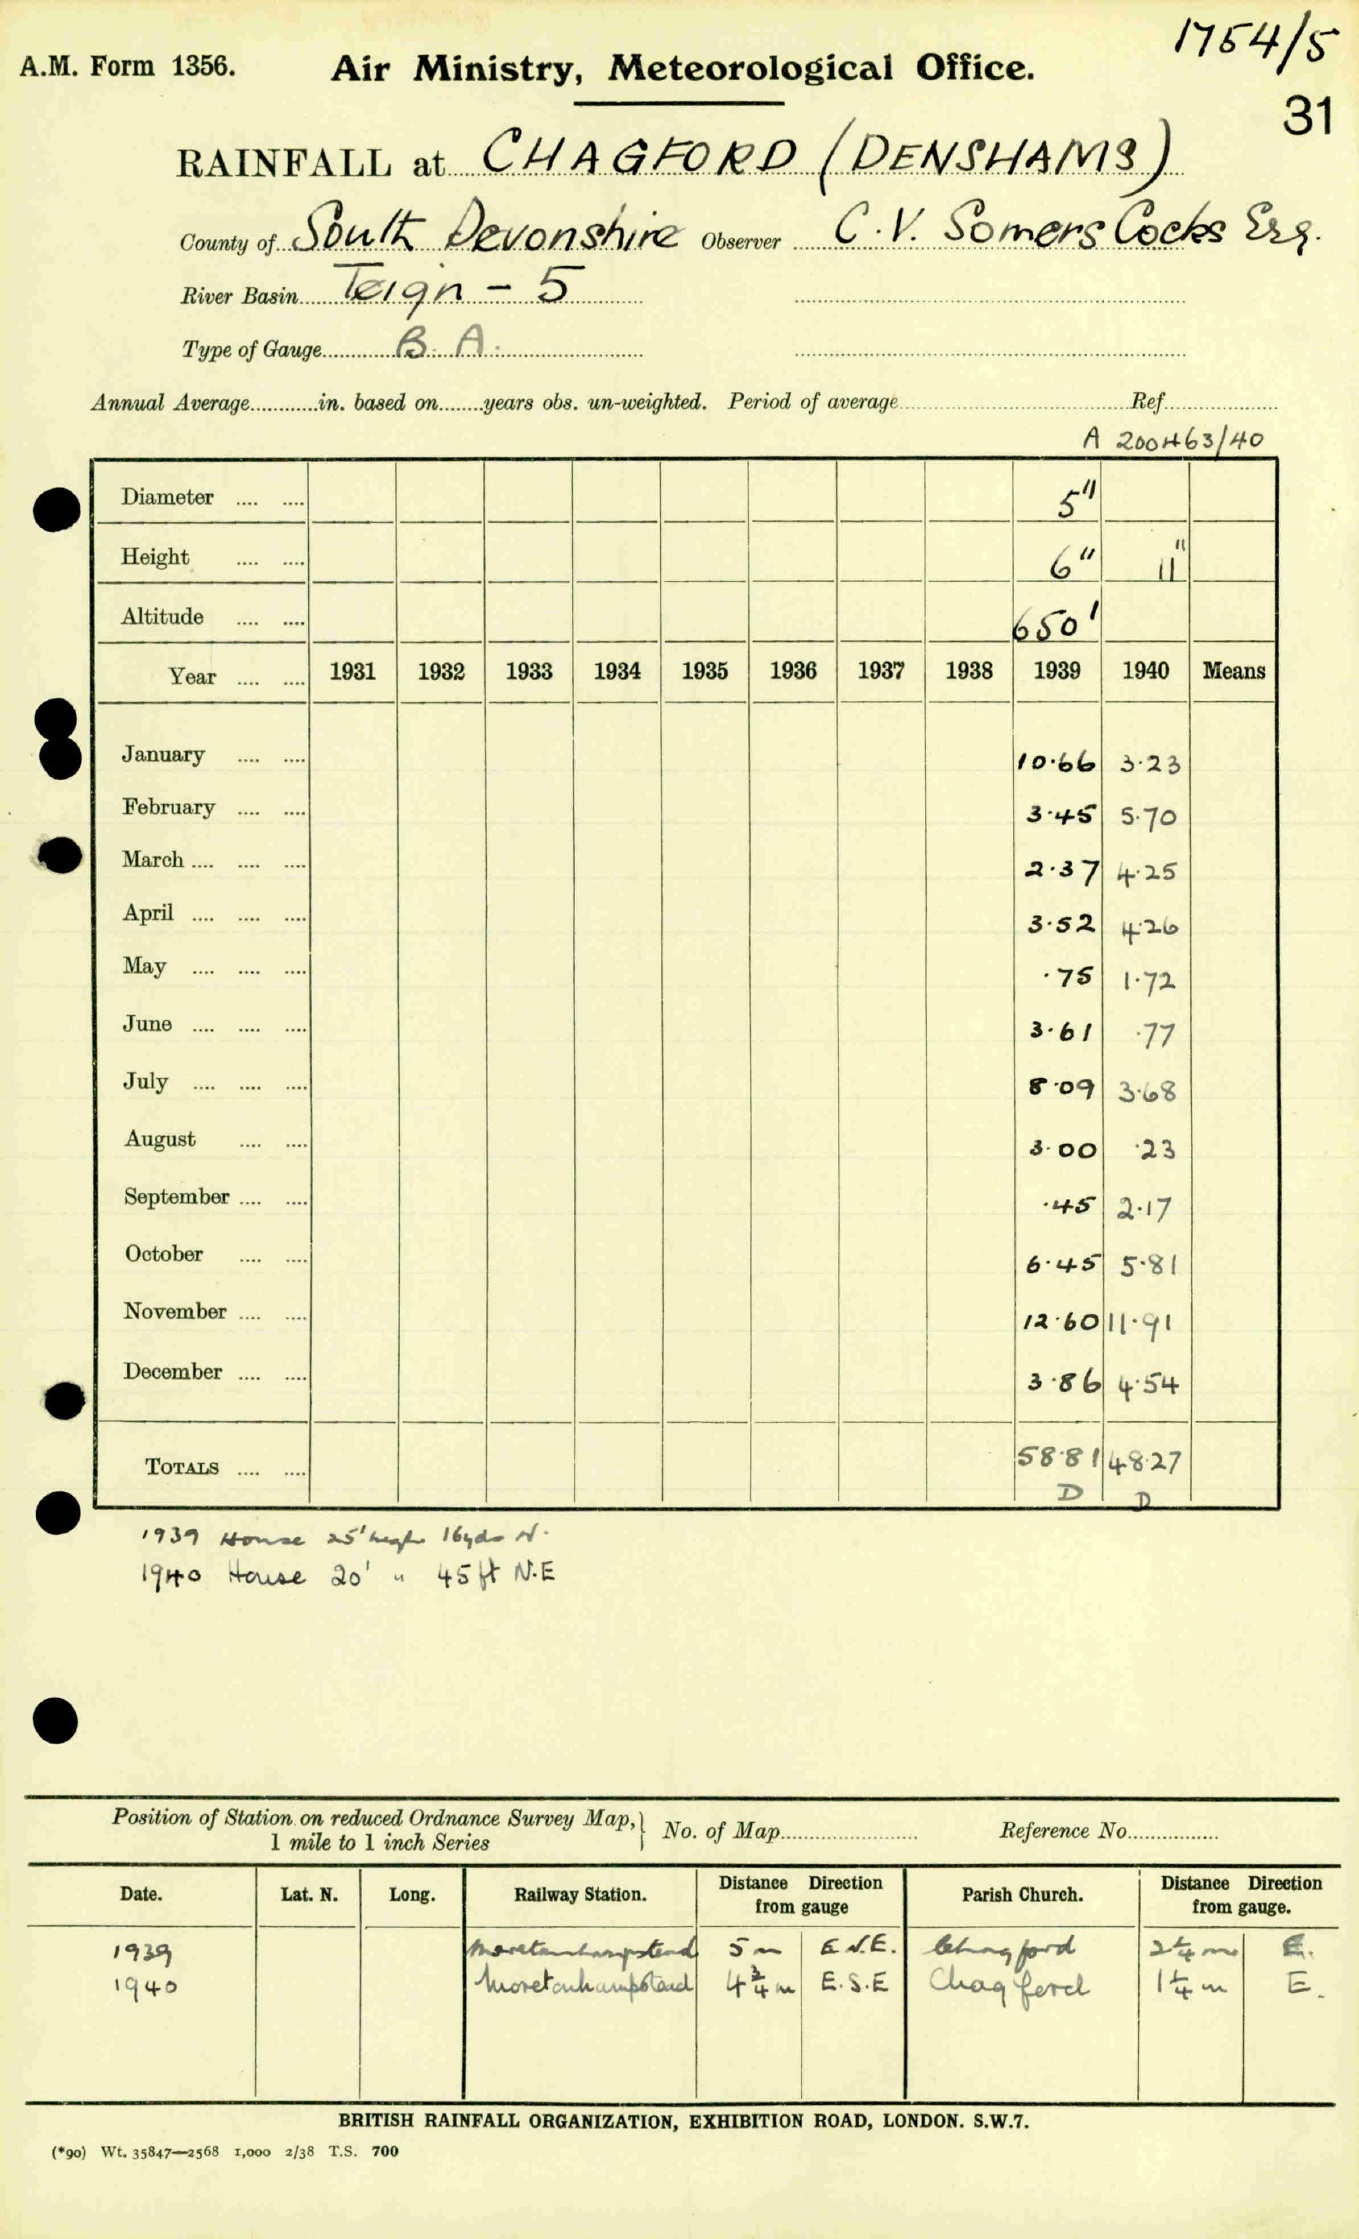 1754/5
A.M. Form 1356. Air Ministry, Meteorological Office.
31
RAINFALL at CHAGFORD (DENSHAMS)
County of South Devonshire Observer C.V. Somers Cocks Esq.
River Basin Teign - 5
Type of Gauge B. A.
Annual Average............in. based on........years obs. un-weighted. Period of average Ref.
A 200463/40
Diameter .... .... 5"
Height .... .... 6" 11"
Altitude .... .... 650'
Year .... .... 1931 1932 1933 1934 1935 1936 1937 1938 1939 1940 Means
January .... .... 10.66 3.23
February .... .... 3.45 5.70
March .... .... .... 2.37 4.25
April .... .... .... 3.52 4.26
May .... .... .... .75 1.72
June .... .... .... 3.61 .77
July .... .... .... 8.09 3.68
August .... .... 3.00 .23
September .... .... .45 2.17
October .... .... 6.45 5.81
November .... .... 12.60 11.91
December .... .... 3.86 4.54
TOTALS .... .... 58.81 48.27
D D
1939 House 25' high 16yds N.
1940 House 20' " 45ft N.E
Position of Station on reduced Ordnance Survey Map, 1 mile to 1 inch Series } No. of Map Reference No.
Date. Lat. N. Long. Railway Station. Distance Direction from gauge Parish Church. Distance Direction from gauge.
1939 Moretonhampstead 5 m E N.E. Chagford 2¼ m E.
1940 Moretonhampstead 4¾ m E.S.E Chagford 1¼ m E.
BRITISH RAINFALL ORGANIZATION, EXHIBITION ROAD, LONDON. S.W.7.
(*90) Wt. 35847—2568 1,000 2/38 T.S. 700